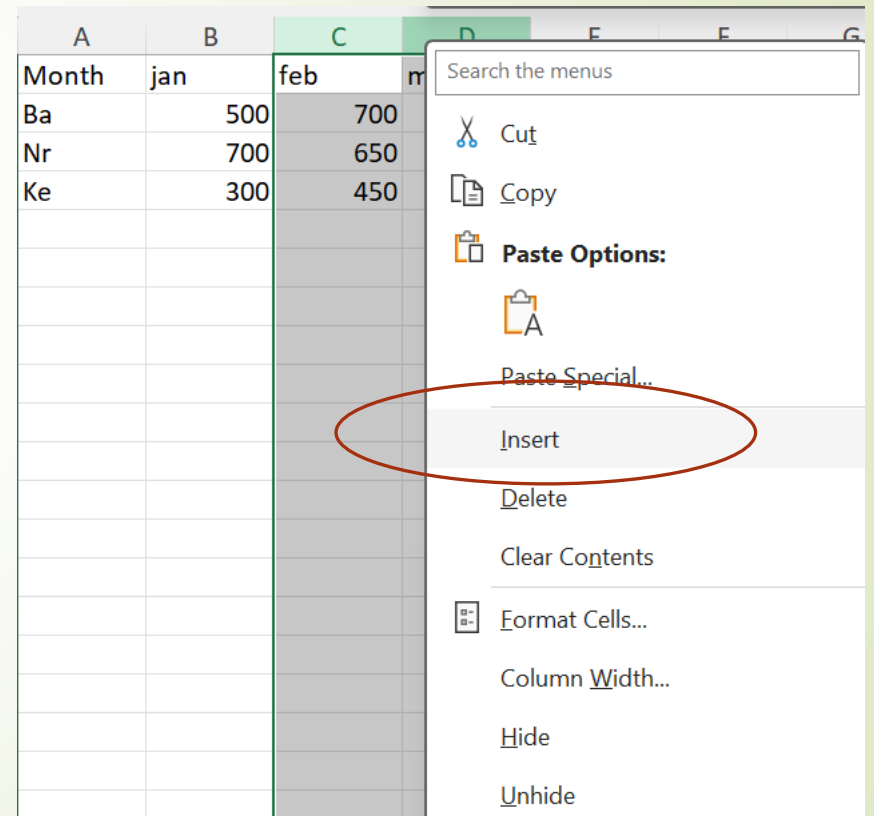 A B C D E F G
Month jan feb m
Ba 500 700
Nr 700 650
Ke 300 450
Search the menus
Cut
Copy
Paste Options:
A
Paste Special...
Insert
Delete
Clear Contents
Format Cells...
Column Width...
Hide
Unhide